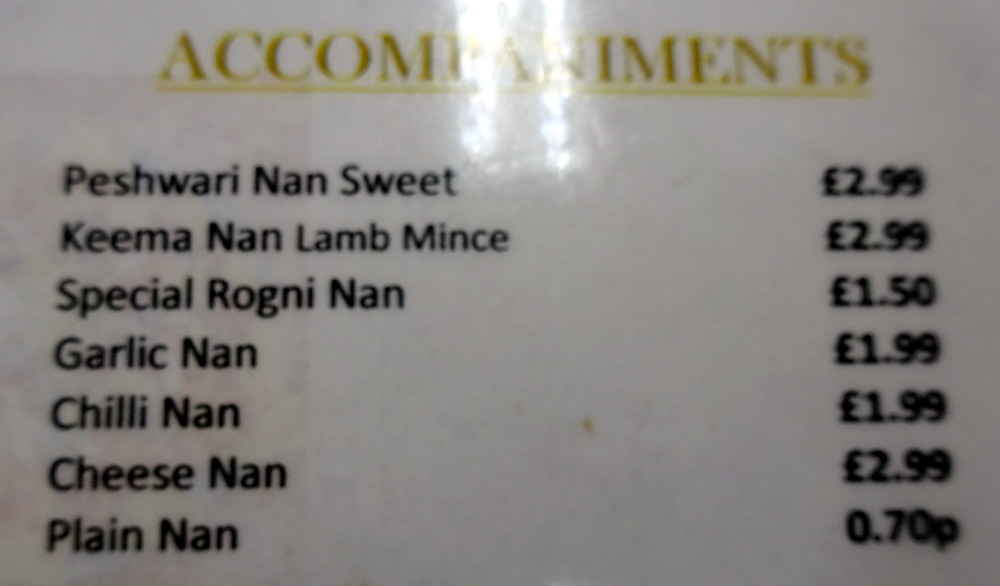 ACCOMPANIMENTS
Peshwari Nan Sweet £2.99
Keema Nan Lamb Mince £2.99
Special Rogni Nan £1.50
Garlic Nan £1.99
Chilli Nan £1.99
Cheese Nan £2.99
Plain Nan 0.70p